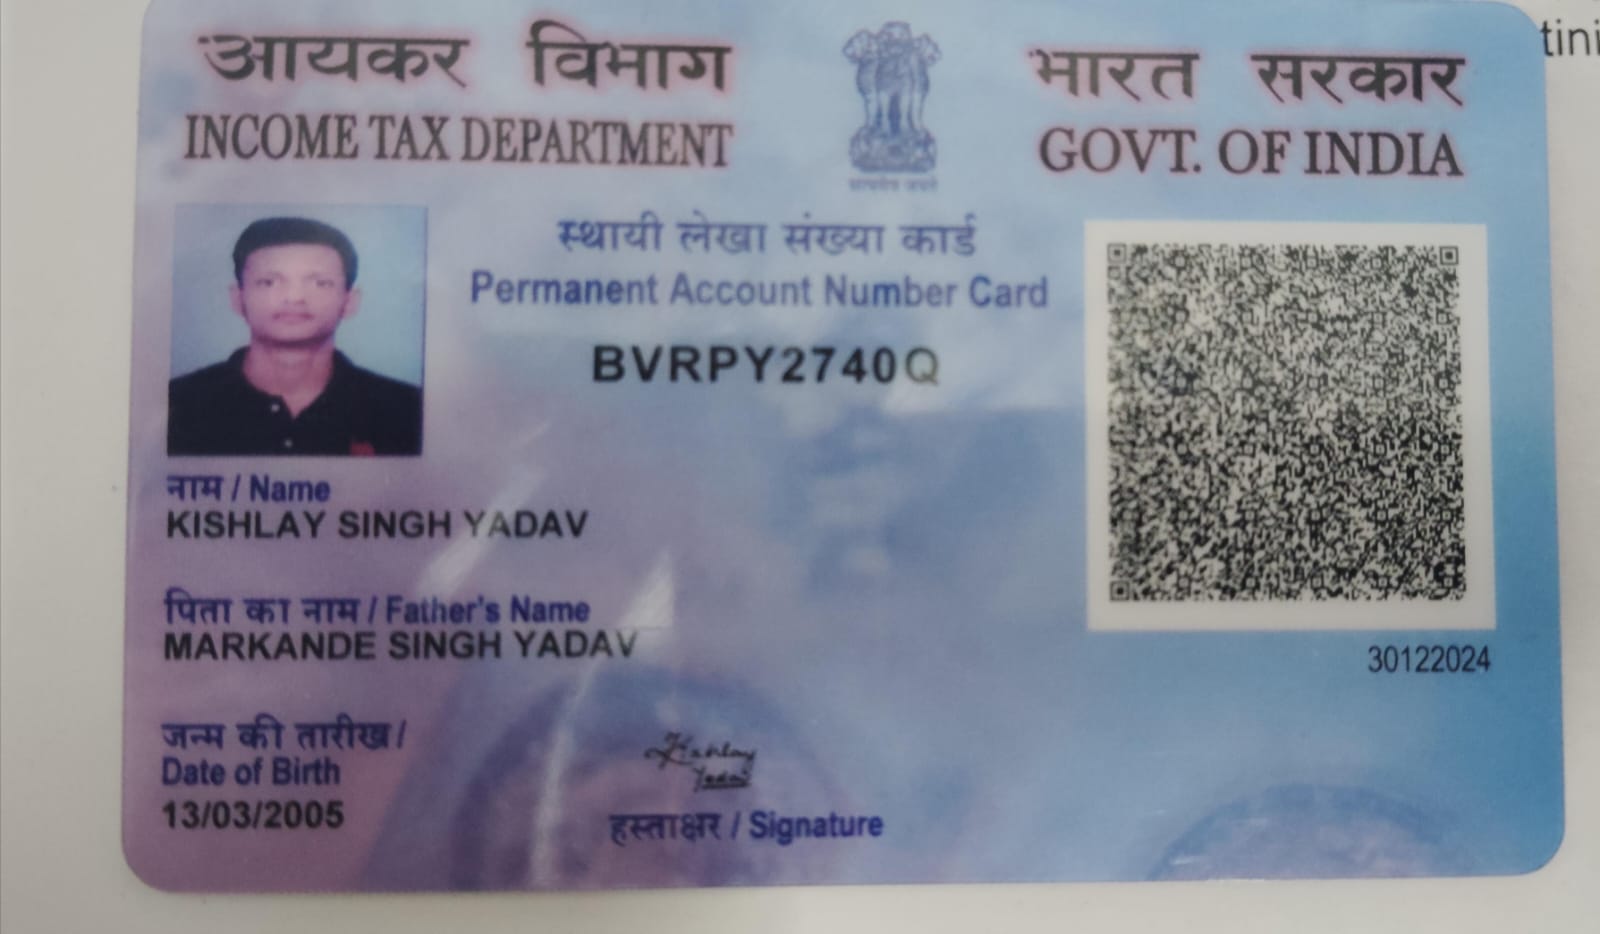 आयकर विभाग
INCOME TAX DEPARTMENT
भारत सरकार
GOVT. OF INDIA
सत्यमेव जयते
स्थायी लेखा संख्या कार्ड
Permanent Account Number Card
BVRPY2740Q
नाम / Name
KISHLAY SINGH YADAV
पिता का नाम / Father's Name
MARKANDE SINGH YADAV
30122024
जन्म की तारीख /
Date of Birth
13/03/2005
Kishlay
Yadav
हस्ताक्षर / Signature